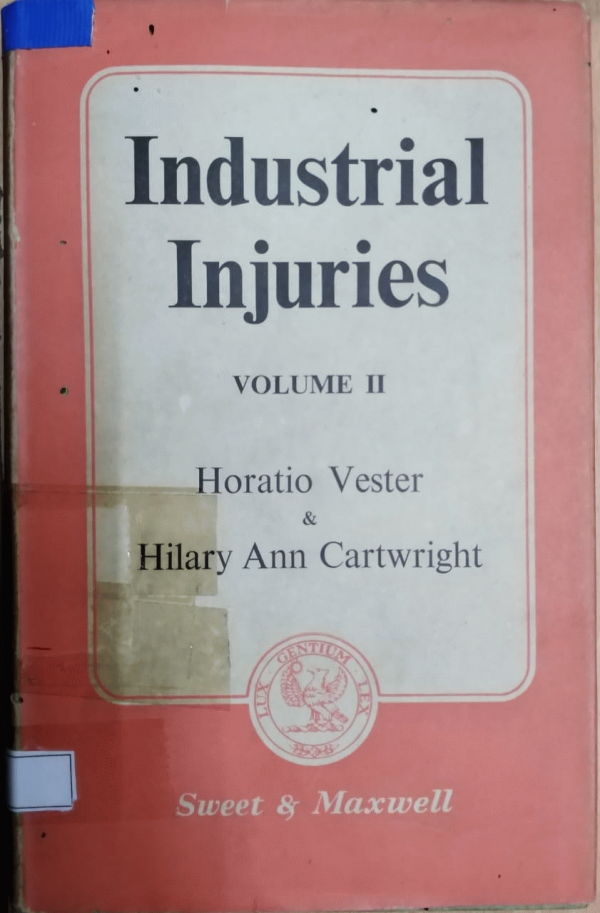 Industrial
Injuries
VOLUME II
Horatio Vester
&
Hilary Ann Cartwright
LUX GENTIUM LEX
Sweet & Maxwell